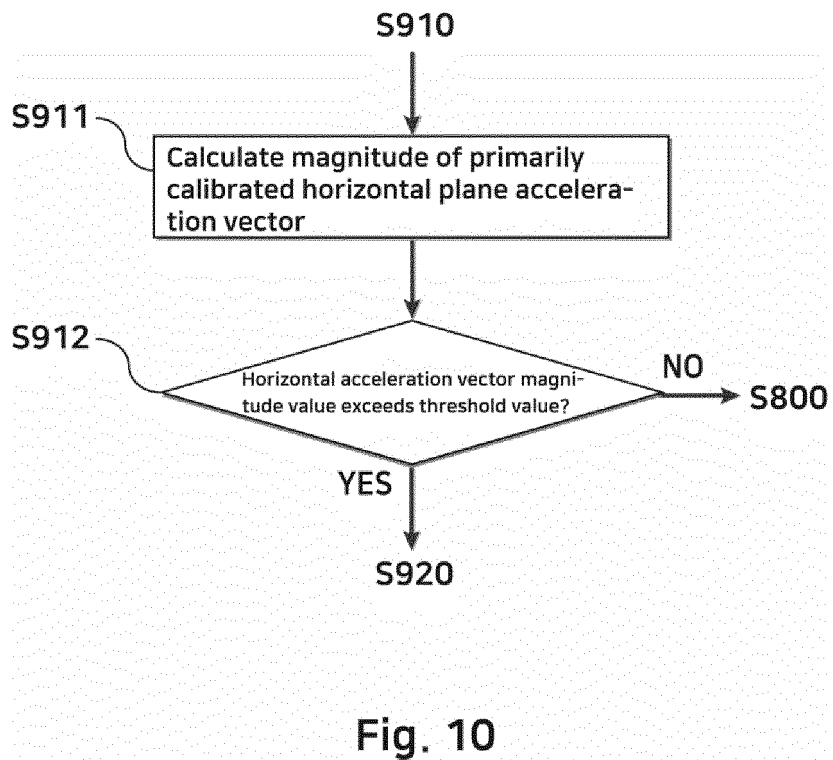 S910
S911
Calculate magnitude of primarily
calibrated horizontal plane accelera-
tion vector
S912
Horizontal acceleration vector magni-
tude value exceeds threshold value?
NO
S800
YES
S920
Fig. 10